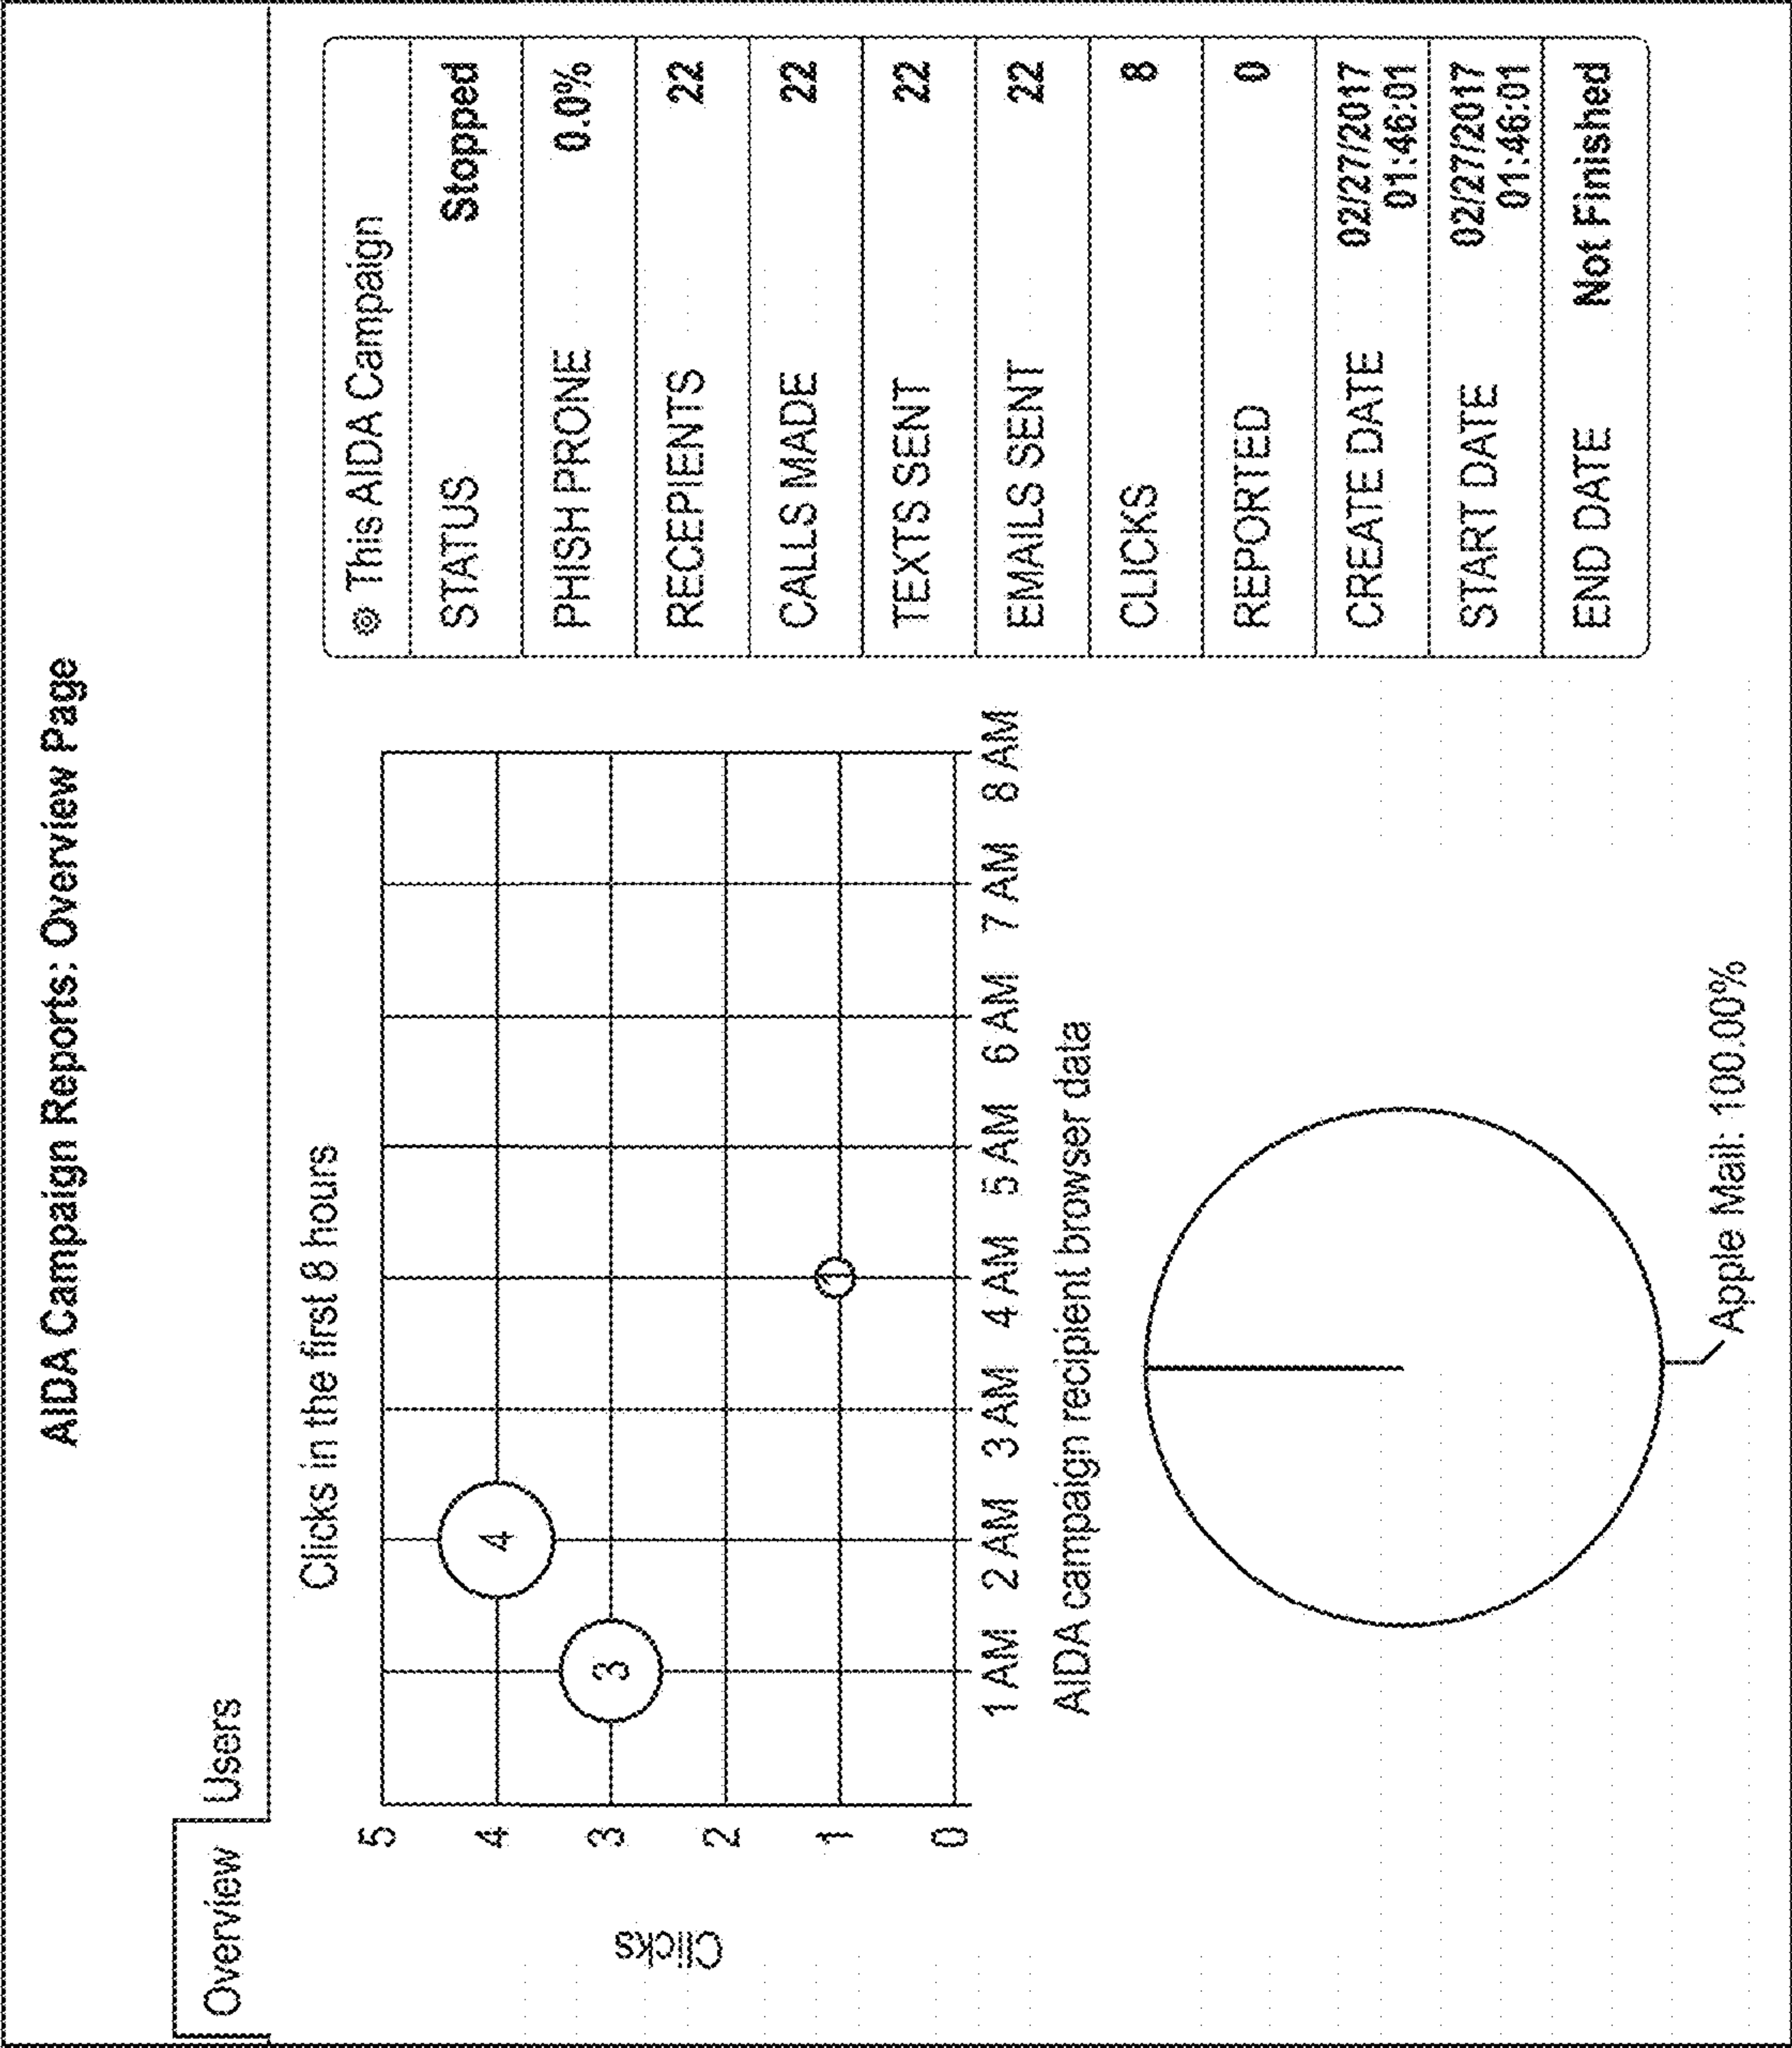 AIDA Campaign Reports: Overview Page
Overview
Users
Clicks in the first 8 hours
Clicks
5
4
3
2
1
0
4
3
1
1 AM 2 AM 3 AM 4 AM 5 AM 6 AM 7 AM 8 AM
AIDA campaign recipient browser data
Apple Mail: 100.00%
This AIDA Campaign
STATUS Stopped
PHISH PRONE 0.0%
RECEPIENTS 22
CALLS MADE 22
TEXTS SENT 22
EMAILS SENT 22
CLICKS 8
REPORTED 0
CREATE DATE 02/27/2017
01:46:01
START DATE 02/27/2017
01:46:01
END DATE Not Finished